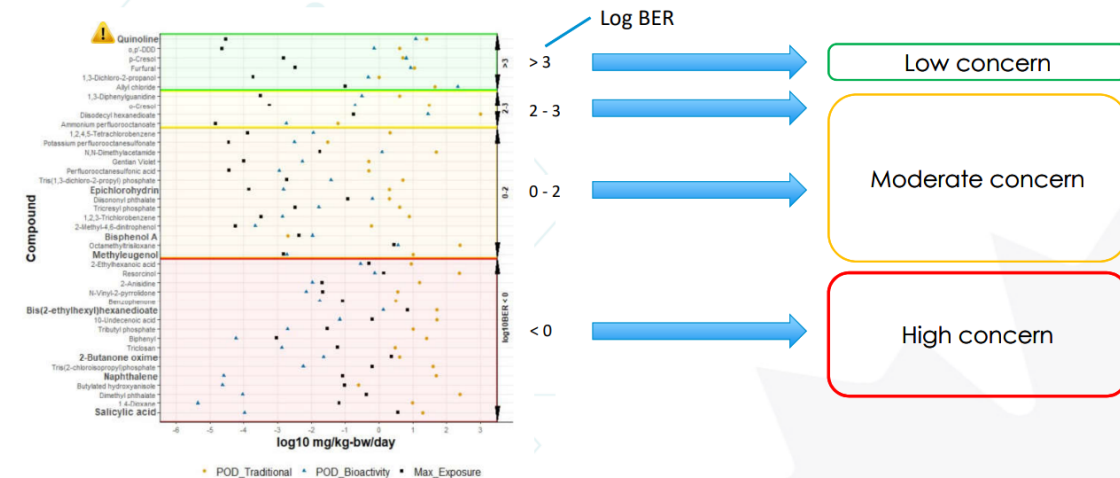 Log BER
Quinoline
o,p'-DDD
p-Cresol
Furfural
1,3-Dichloro-2-propanol
Allyl chloride
1,3-Diphenylguanidine
o-Cresol
Diisodecyl hexanedioate
Ammonium perfluorooctanoate
1,2,4,5-Tetrachlorobenzene
Potassium perfluorooctanesulfonate
N,N-Dimethylacetamide
Gentian Violet
Perfluorooctanesulfonic acid
Tris(1,3-dichloro-2-propyl) phosphate
Epichlorohydrin
Diisononyl phthalate
Tricresyl phosphate
1,2,3-Trichlorobenzene
2-Methyl-4,6-dinitrophenol
Bisphenol A
Octamethyltrisiloxane
Methyleugenol
2-Ethylhexanoic acid
Resorcinol
2-Anisidine
N-Vinyl-2-pyrrolidone
Benzophenone
Bis(2-ethylhexyl)hexanedioate
10-Undecenoic acid
Tributyl phosphate
Biphenyl
Triclosan
2-Butanone oxime
Tris(2-chloroisopropyl)phosphate
Naphthalene
Butylated hydroxyanisole
Dimethyl phthalate
1,4-Dioxane
Salicylic acid
Compound
-6 -5 -4 -3 -2 -1 0 1 2 3
log10 mg/kg-bw/day
POD_Traditional POD_Bioactivity Max_Exposure
>3
2-3
0-2
log10BER < 0
> 3
2 - 3
0 - 2
< 0
Low concern
Moderate concern
High concern